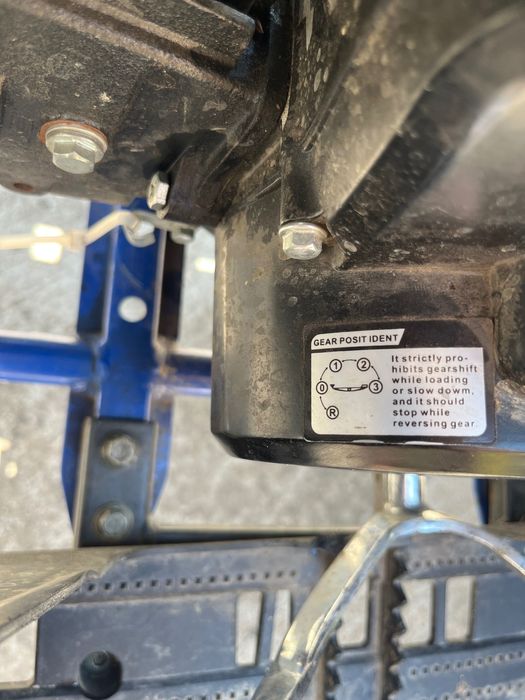 GEAR POSIT IDENT
1 2
0 3
R
It strictly pro-
hibits gearshift
while loading
or slow dowm,
and it should
stop while
reversing gear